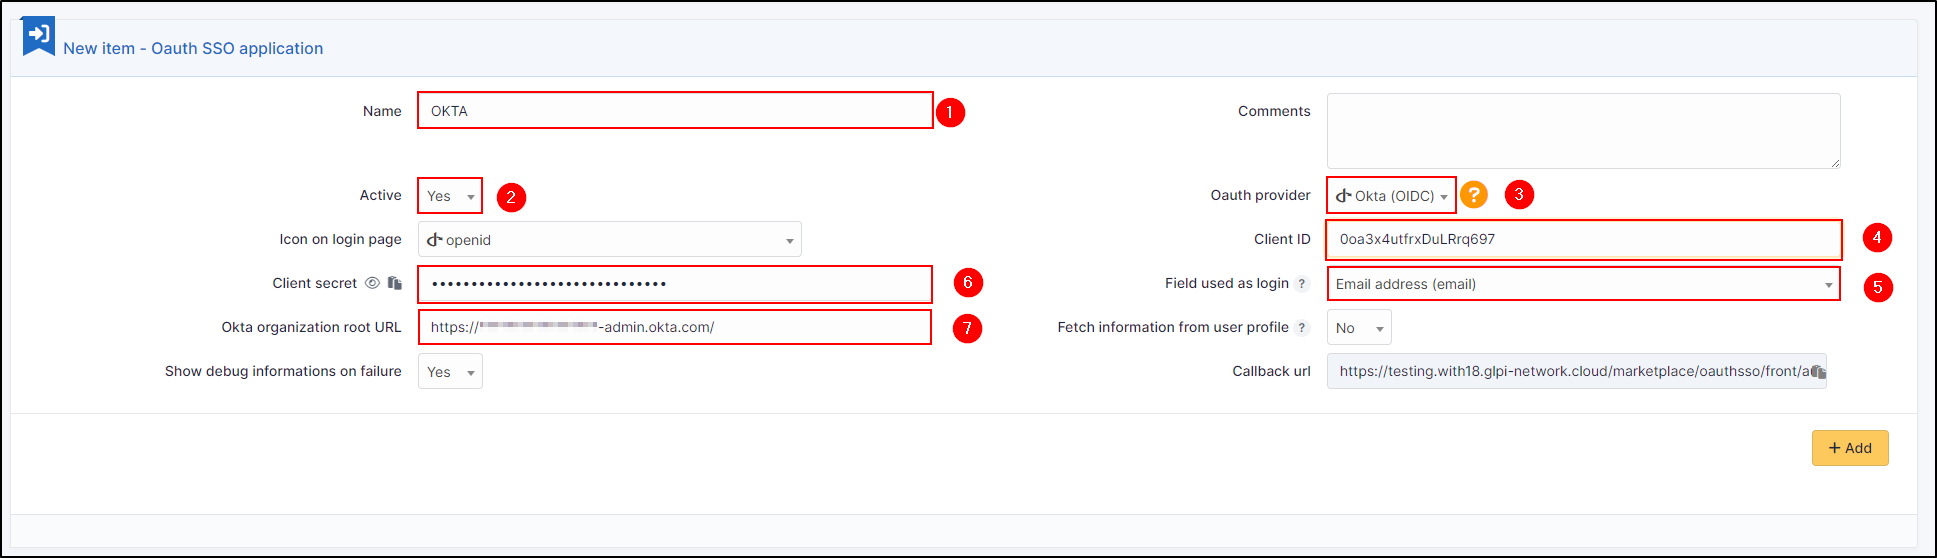 New item - Oauth SSO application
Name OKTA 1 Comments
Active Yes 2 Oauth provider Okta (OIDC) ? 3
Icon on login page openid Client ID 0oa3x4utfrxDuLRrq697 4
Client secret •••••••••••••••••••••••••••••• 6 Field used as login ? Email address (email) 5
Okta organization root URL https:// -admin.okta.com/ 7 Fetch information from user profile ? No
Show debug informations on failure Yes Callback url https://testing.with18.glpi-network.cloud/marketplace/oauthsso/front/a
+ Add